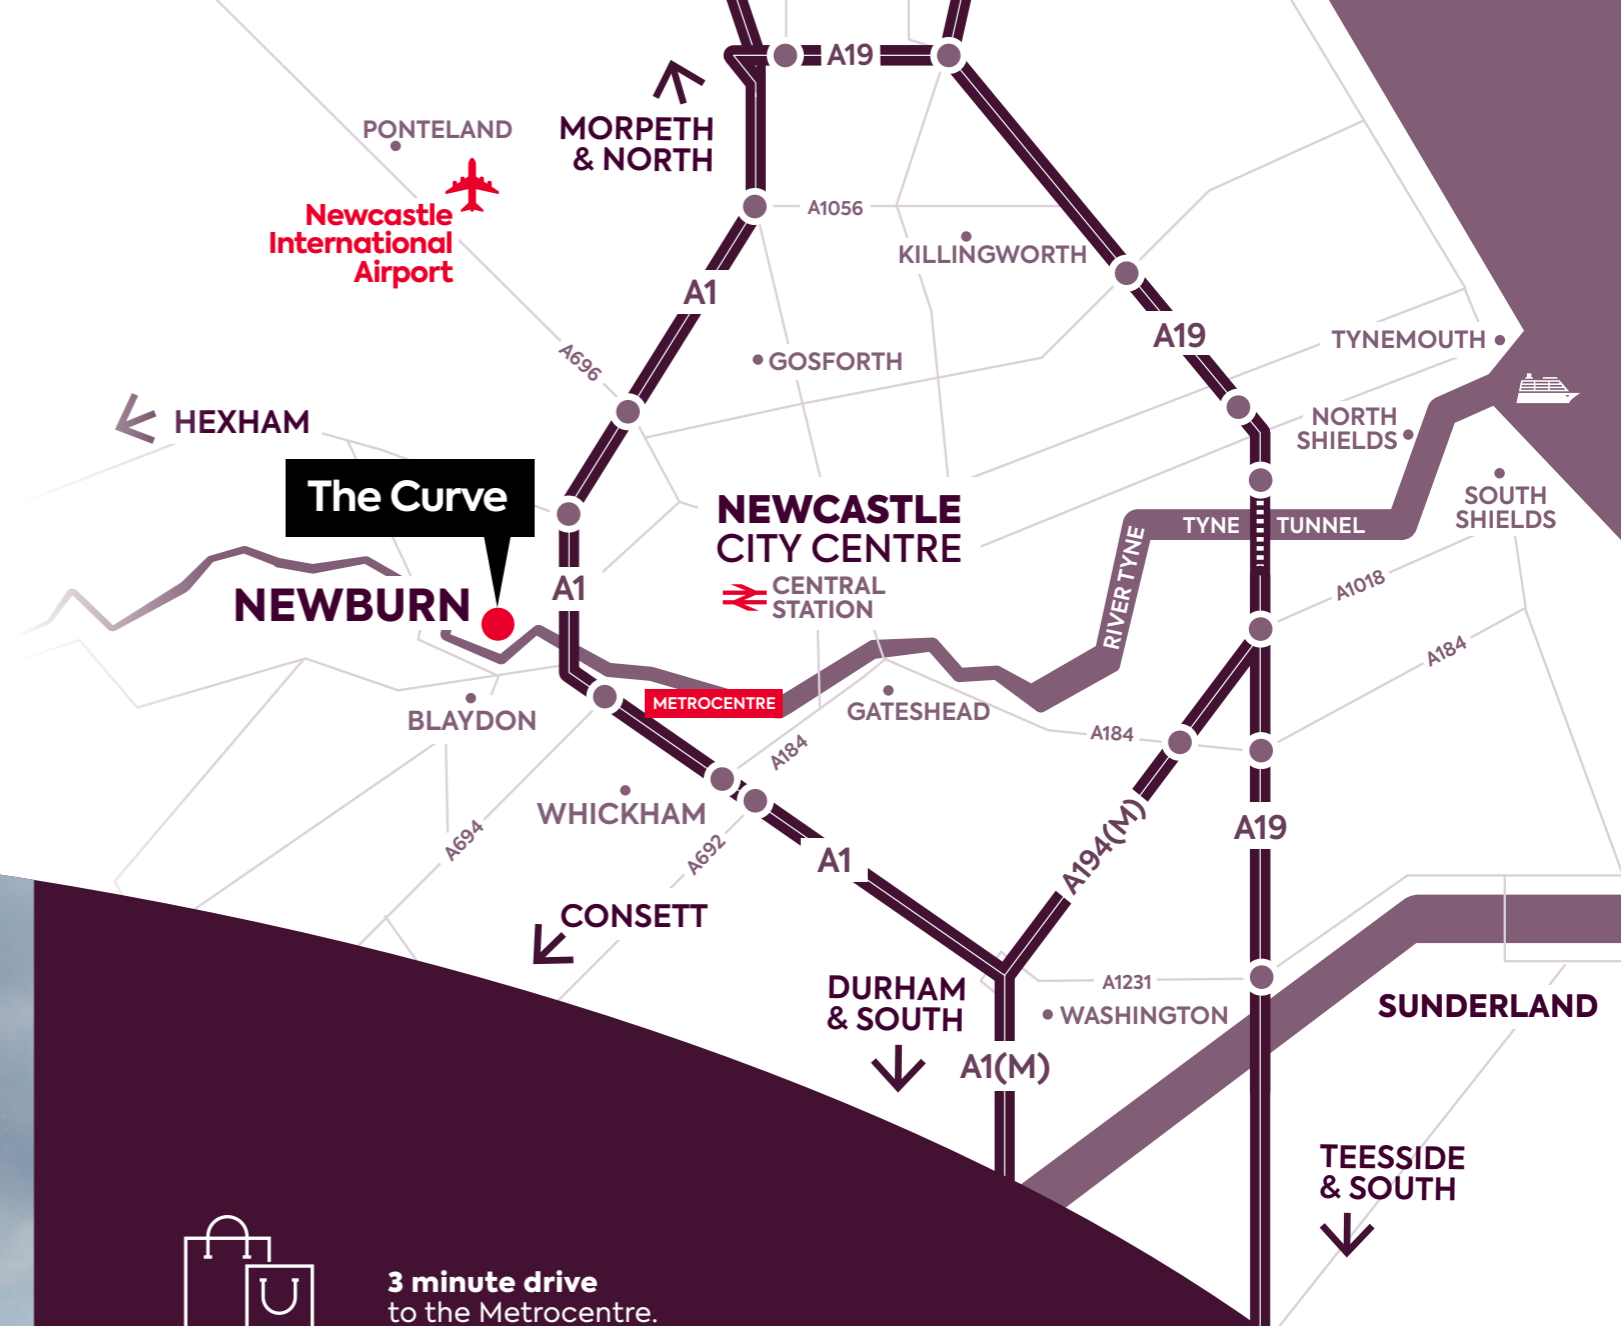 A19
PONTELAND
MORPETH
& NORTH
Newcastle
International
Airport
A1056
KILLINGWORTH
A1
A19
TYNEMOUTH
A696
GOSFORTH
HEXHAM
NORTH
SHIELDS
The Curve
NEWCASTLE
CITY CENTRE
SOUTH
SHIELDS
TYNE TUNNEL
RIVER TYNE
A1
CENTRAL
STATION
A1018
NEWBURN
A184
METROCENTRE
BLAYDON
GATESHEAD
A184
A184
WHICKHAM
A694
A692
A1
A194(M)
A19
CONSETT
DURHAM
& SOUTH
A1231
WASHINGTON
SUNDERLAND
A1(M)
TEESSIDE
& SOUTH
3 minute drive
to the Metrocentre.